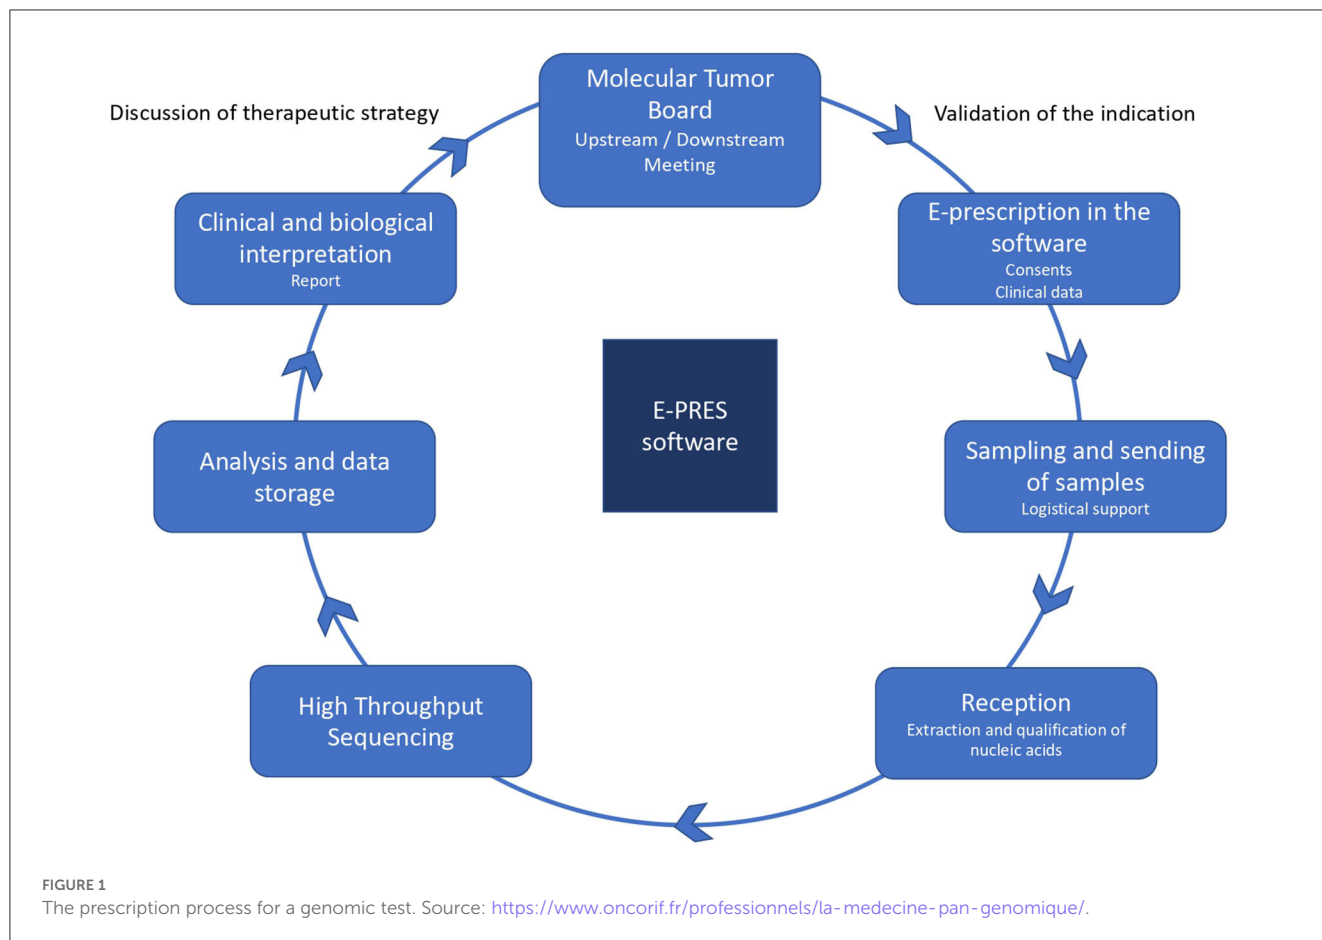 Molecular Tumor
Board
Upstream / Downstream
Meeting
Discussion of therapeutic strategy
Validation of the indication
Clinical and biological
interpretation
Report
E-prescription in the
software
Consents
Clinical data
E-PRES
software
Analysis and data
storage
Sampling and sending
of samples
Logistical support
High Throughput
Sequencing
Reception
Extraction and qualification of
nucleic acids
FIGURE 1
The prescription process for a genomic test. Source: https://www.oncorif.fr/professionnels/la-medecine-pan-genomique/.